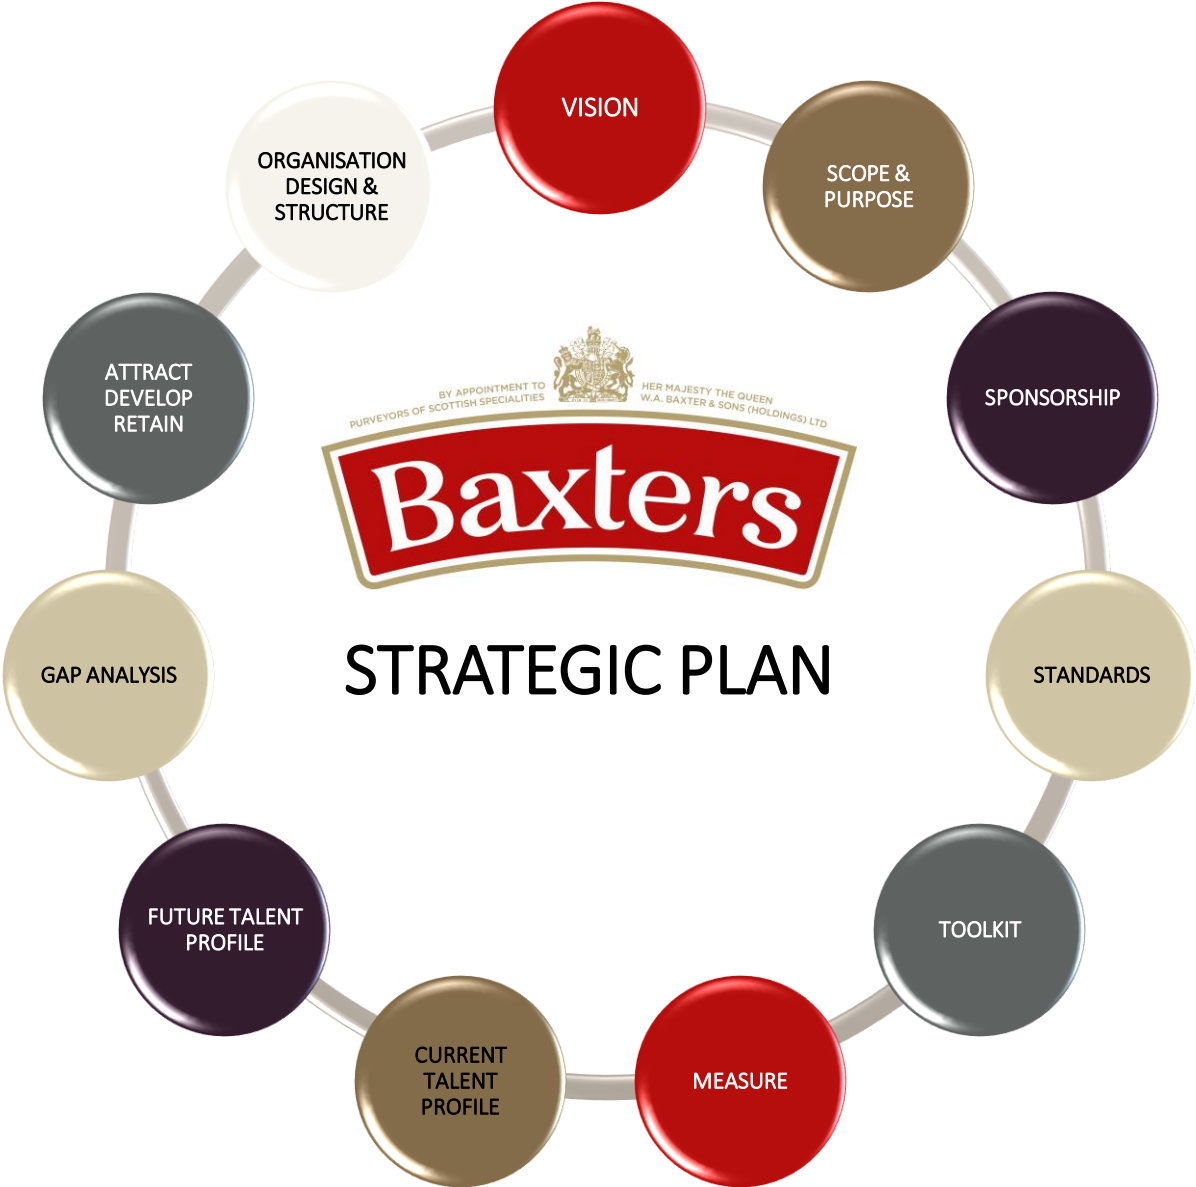 VISION
SCOPE &
PURPOSE
SPONSORSHIP
STANDARDS
TOOLKIT
MEASURE
CURRENT
TALENT
PROFILE
FUTURE TALENT
PROFILE
GAP ANALYSIS
ATTRACT
DEVELOP
RETAIN
ORGANISATION
DESIGN &
STRUCTURE
BY APPOINTMENT TO
PURVEYORS OF SCOTTISH SPECIALITIES
HER MAJESTY THE QUEEN
W.A. BAXTER & SONS (HOLDINGS) LTD
Baxters
STRATEGIC PLAN